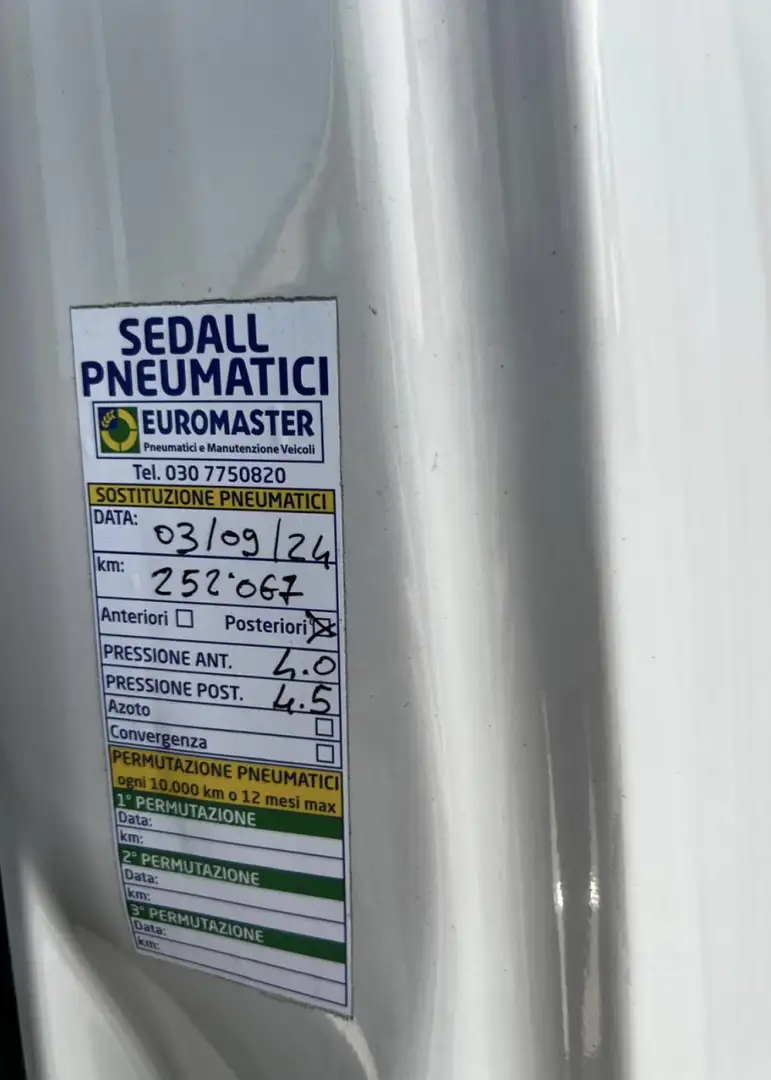 SEDALL
PNEUMATICI
EUROMASTER
Pneumatici e Manutenzione Veicoli
Tel. 030 7750820
SOSTITUZIONE PNEUMATICI
DATA: 03/09/24
km: 252.067
Anteriori ☐ Posteriori ☒
PRESSIONE ANT. 4.0
PRESSIONE POST. 4.5
Azoto ☐
Convergenza ☐
PERMUTAZIONE PNEUMATICI
ogni 10.000 km o 12 mesi max
1° PERMUTAZIONE
Data:
km:
2° PERMUTAZIONE
Data:
km:
3° PERMUTAZIONE
Data:
km: